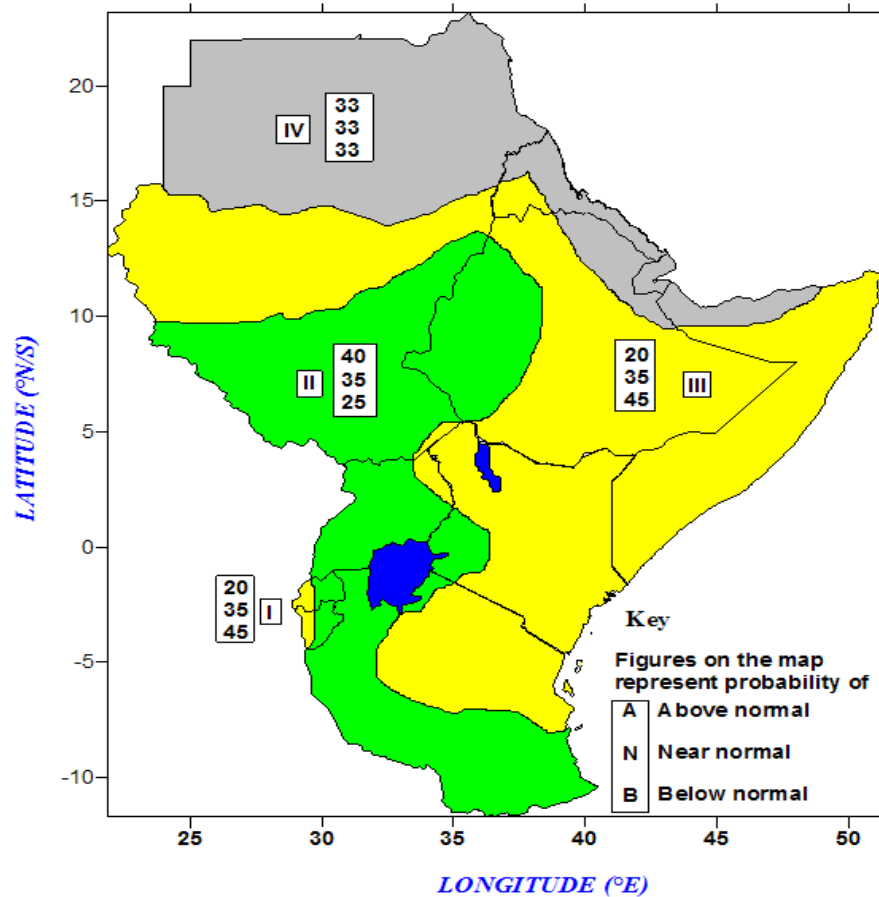 LATITUDE (°N/S)
20
15
10
5
0
-5
-10
IV
33
33
33
II
40
35
25
20
35
45
III
20
35
45
I
Key
Figures on the map
represent probability of
A Above normal
N Near normal
B Below normal
25 30 35 40 45 50
LONGITUDE (°E)